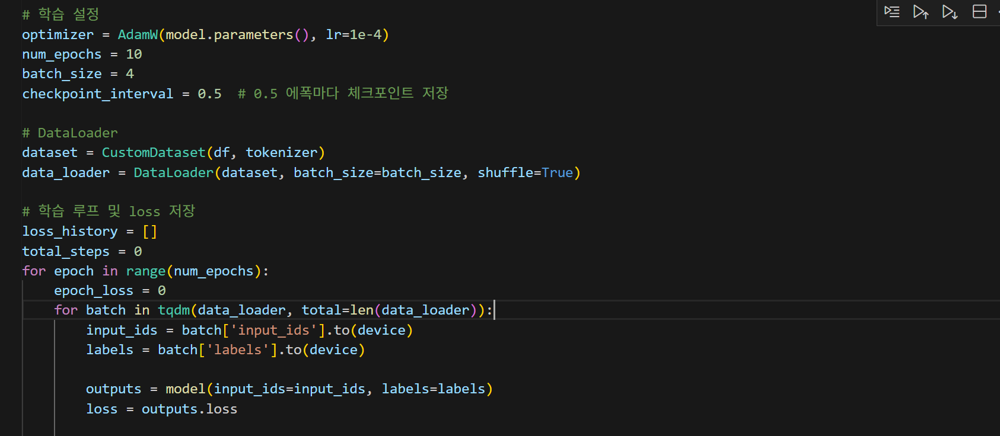 # 학습 설정
optimizer = AdamW(model.parameters(), lr=1e-4)
num_epochs = 10
batch_size = 4
checkpoint_interval = 0.5  # 0.5 에폭마다 체크포인트 저장
# DataLoader
dataset = CustomDataset(df, tokenizer)
data_loader = DataLoader(dataset, batch_size=batch_size, shuffle=True)
# 학습 루프 및 loss 저장
loss_history = []
total_steps = 0
for epoch in range(num_epochs):
    epoch_loss = 0
    for batch in tqdm(data_loader, total=len(data_loader)):
        input_ids = batch['input_ids'].to(device)
        labels = batch['labels'].to(device)
        outputs = model(input_ids=input_ids, labels=labels)
        loss = outputs.loss